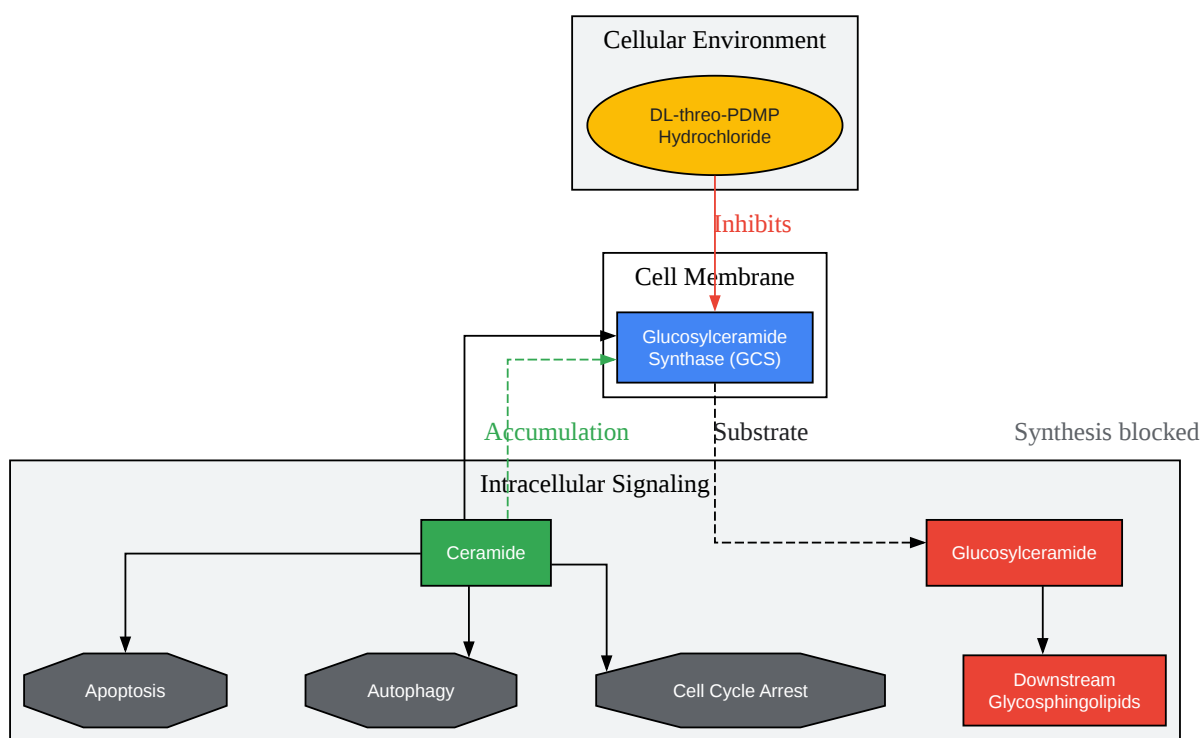 Cellular Environment
DL-threo-PDMP
Hydrochloride
Inhibits
Cell Membrane
Glucosylceramide
Synthase (GCS)
Accumulation
Substrate
Synthesis blocked
Intracellular Signaling
Ceramide
Glucosylceramide
Apoptosis
Autophagy
Cell Cycle Arrest
Downstream
Glycosphingolipids